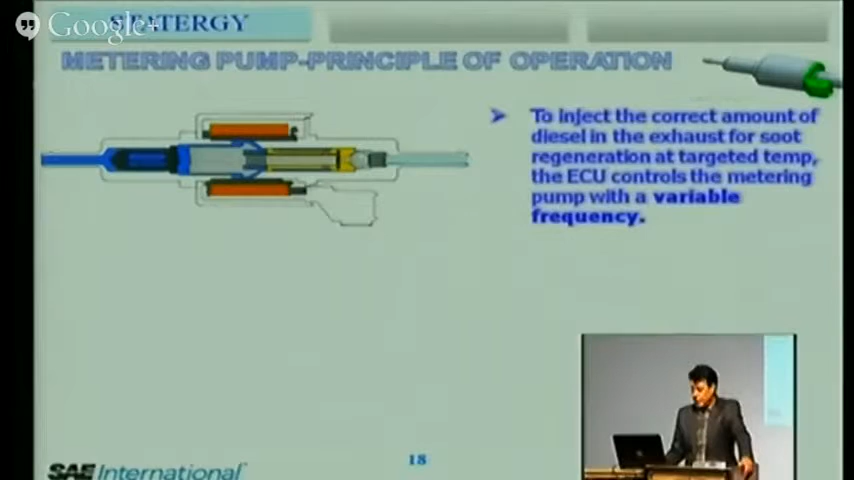 Google+
STATERGY
METERING PUMP-PRINCIPLE OF OPERATION
To inject the correct amount of
diesel in the exhaust for soot
regeneration at targeted temp,
the ECU controls the metering
pump with a variable
frequency.
18
SAE International